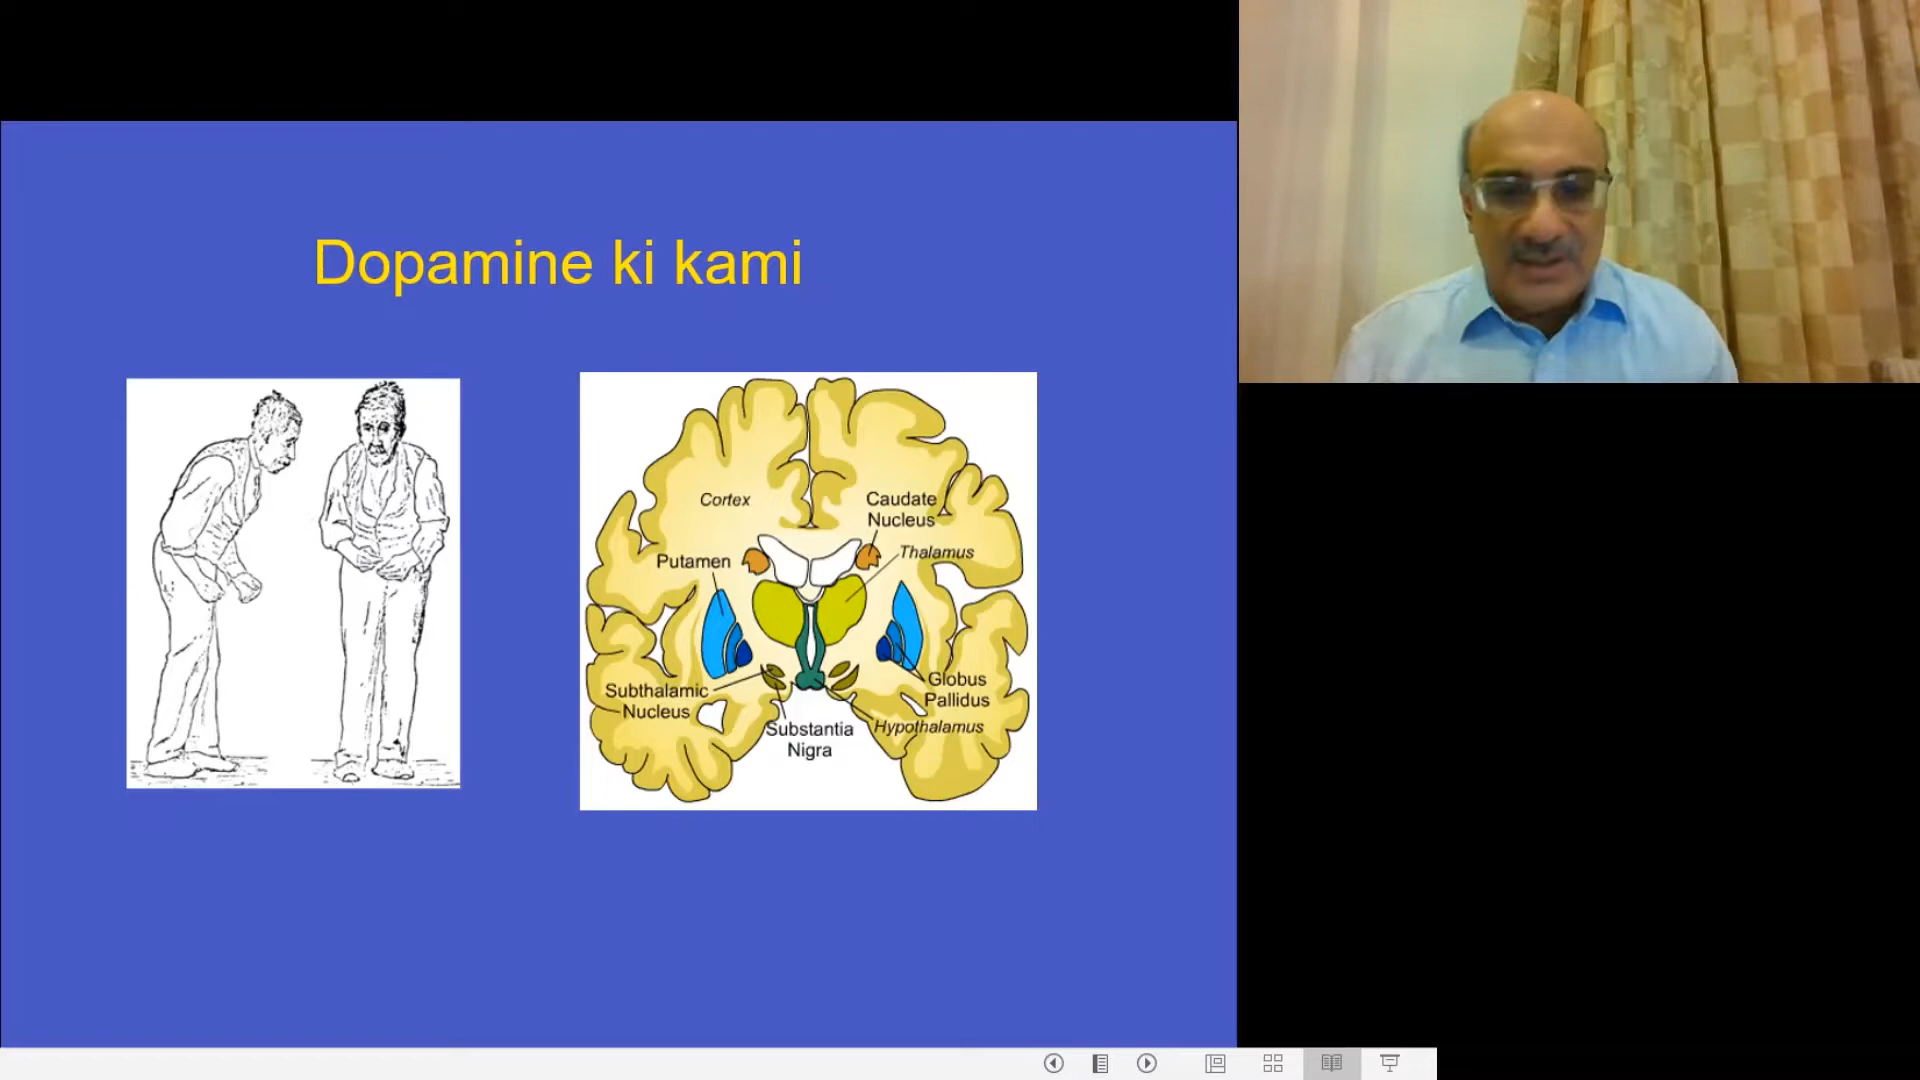 Dopamine ki kami
Cortex
Caudate
Nucleus
Thalamus
Putamen
Subthalamic
Nucleus
Substantia
Nigra
Globus
Pallidus
Hypothalamus